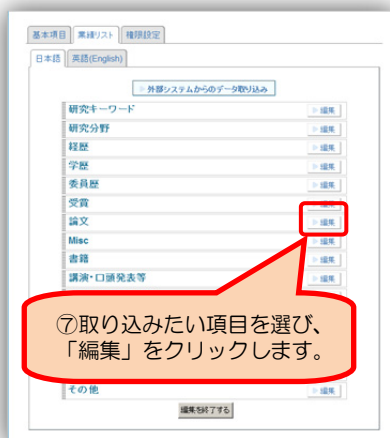 基本項目 業績リスト 権限設定
日本語 英語(English)
外部システムからのデータ取り込み
研究キーワード 編集
研究分野 編集
経歴 編集
学歴 編集
委員歴 編集
受賞 編集
論文 編集
Misc 編集
書籍 編集
講演・口頭発表等 編集
⑦取り込みたい項目を選び、
「編集」をクリックします。
その他 編集
編集を終了する